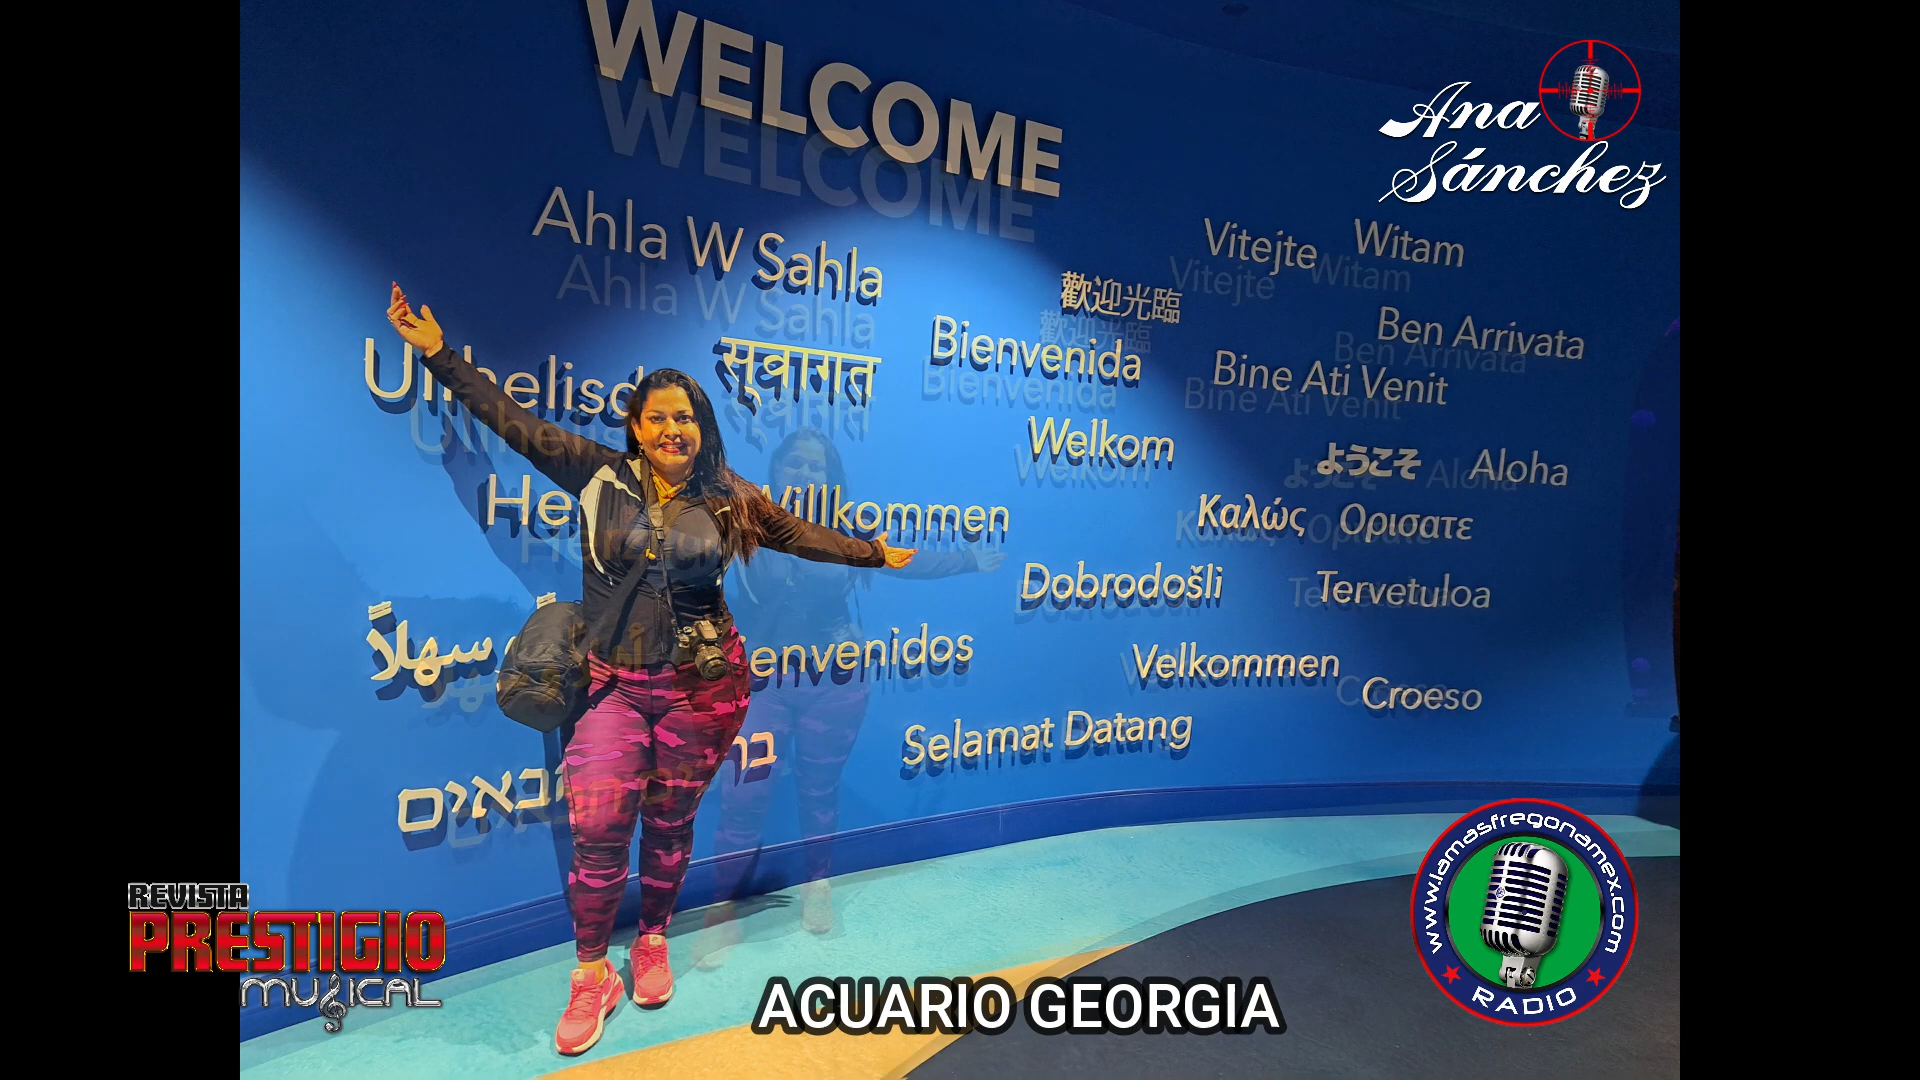 WELCOME
Ana
Sánchez
Ahla W Sahla
Vitejte
Witam
歡迎光臨
Ben Arrivata
Bienvenida
Bine Ati Venit
Welkom
ようこそ
Aloha
Willkommen
Καλώς Ορισατε
Dobrodošli
Tervetuloa
Bienvenidos
Velkommen
Croeso
Selamat Datang
REVISTA
PRESTIGIO
MUSICAL
ACUARIO GEORGIA
www.lamasfregonamex.com
RADIO